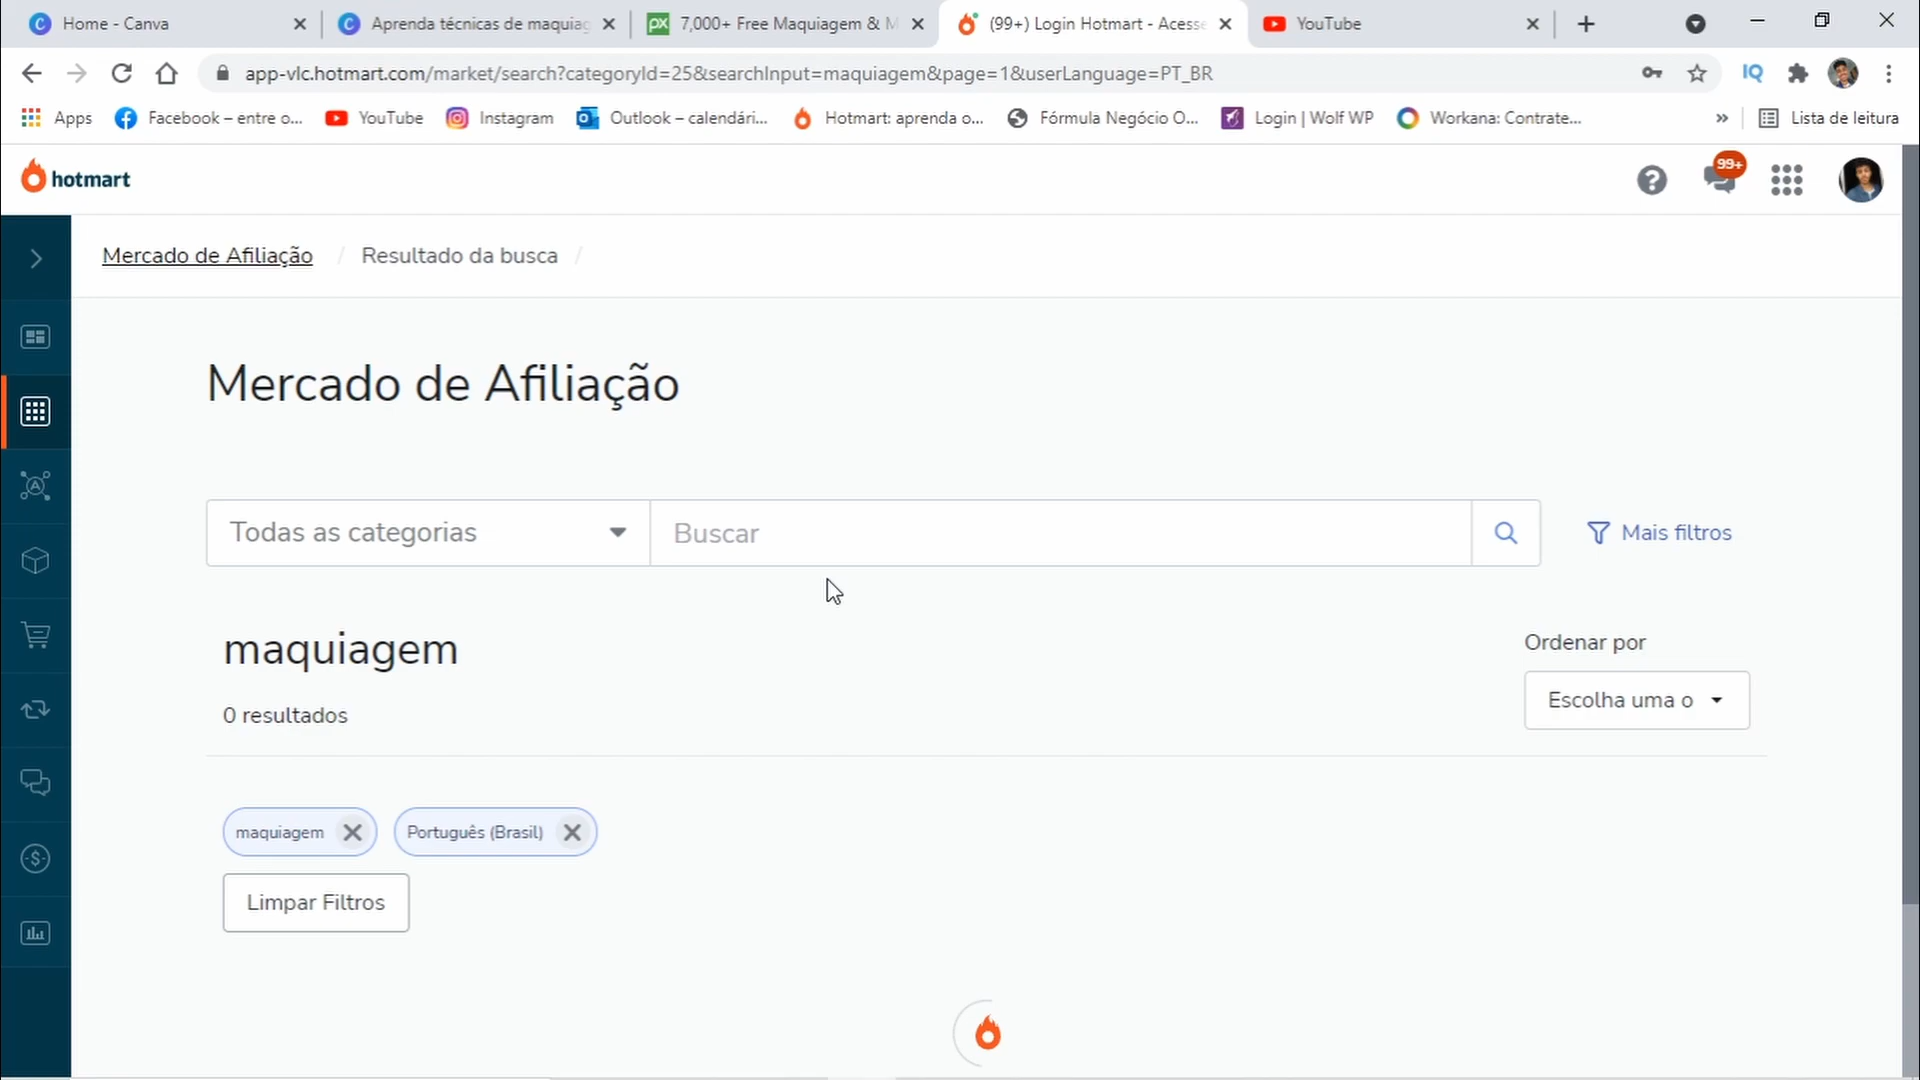 Home - Canva
Aprenda técnicas de maquiag
7,000+ Free Maquiagem & M
(99+) Login Hotmart - Acesse
YouTube
app-vlc.hotmart.com/market/search?categoryId=25&searchInput=maquiagem&page=1&userLanguage=PT_BR
IQ
Apps
Facebook – entre o...
YouTube
Instagram
Outlook – calendári...
Hotmart: aprenda o...
Fórmula Negócio O...
Login | Wolf WP
Workana: Contrate...
»
Lista de leitura
hotmart
99+
Mercado de Afiliação / Resultado da busca /
Mercado de Afiliação
Todas as categorias
Buscar
Mais filtros
maquiagem
Ordenar por
Escolha uma o
0 resultados
maquiagem
Português (Brasil)
Limpar Filtros